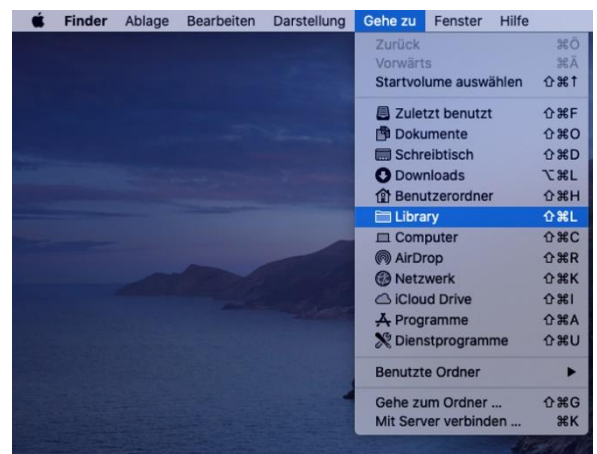 Finder Ablage Bearbeiten Darstellung Gehe zu Fenster Hilfe
Zurück ⌘Ö
Vorwärts ⌘Ä
Startvolume auswählen ⇧⌘↑
Zuletzt benutzt ⇧⌘F
Dokumente ⇧⌘O
Schreibtisch ⇧⌘D
Downloads ⌥⌘L
Benutzerordner ⇧⌘H
Library ⇧⌘L
Computer ⇧⌘C
AirDrop ⇧⌘R
Netzwerk ⇧⌘K
iCloud Drive ⇧⌘I
Programme ⇧⌘A
Dienstprogramme ⇧⌘U
Benutzte Ordner ▶
Gehe zum Ordner ... ⇧⌘G
Mit Server verbinden ... ⌘K